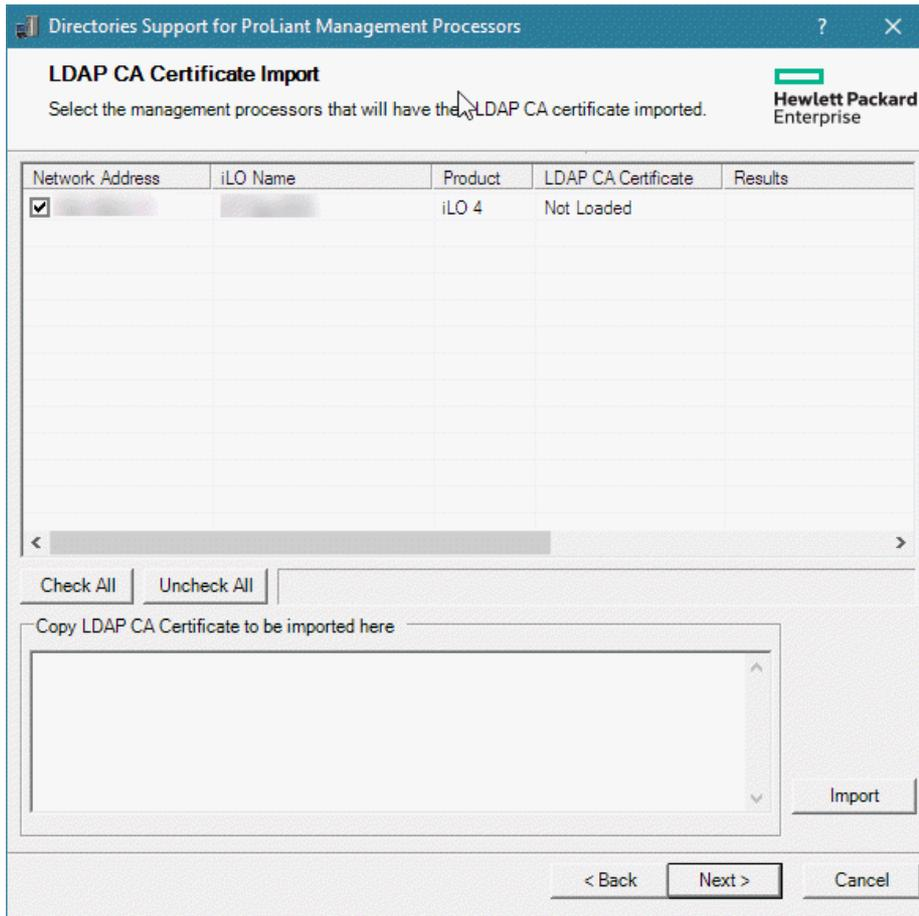 Directories Support for ProLiant Management Processors
LDAP CA Certificate Import
Select the management processors that will have the LDAP CA certificate imported.
Hewlett Packard
Enterprise
Network Address iLO Name Product LDAP CA Certificate Results
iLO 4 Not Loaded
Check All Uncheck All
Copy LDAP CA Certificate to be imported here
Import
< Back Next > Cancel